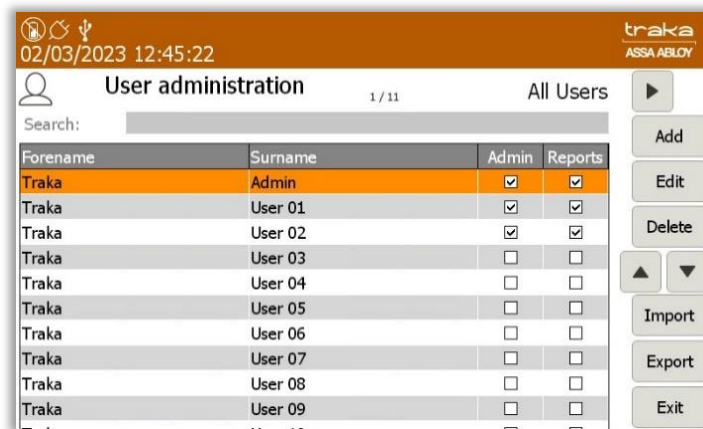 traka
02/03/2023 12:45:22
ASSA ABLOY
User administration 1 / 11 All Users
Search:
Add
Forename Surname Admin Reports
Traka Admin
Edit
Traka User 01
Traka User 02
Delete
Traka User 03
Traka User 04
Traka User 05
Import
Traka User 06
Traka User 07
Export
Traka User 08
Traka User 09
Exit